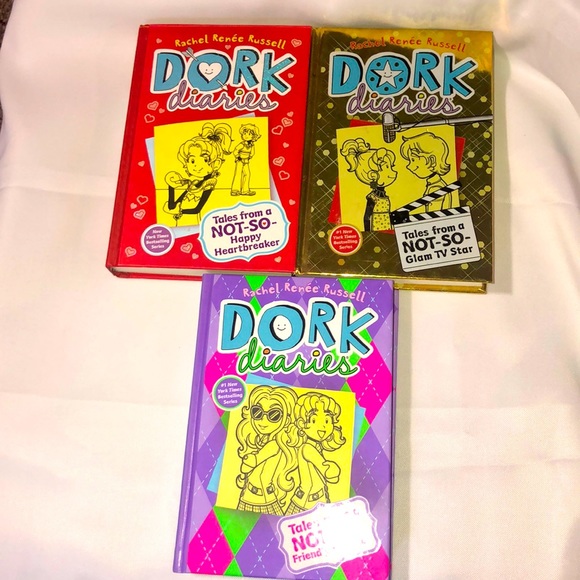 Rachel Renée Russell
DORK
diaries
New
York Times
Bestselling
Series
Tales from a
NOT-SO-
Happy
Heartbreaker
Rachel Renée Russell
DORK
diaries
#1 New
York Times
Bestselling
Series
Tales from a
NOT-SO-
Glam TV Star
Rachel Renée Russell
DORK
diaries
#1 New
York Times
Bestselling
Series